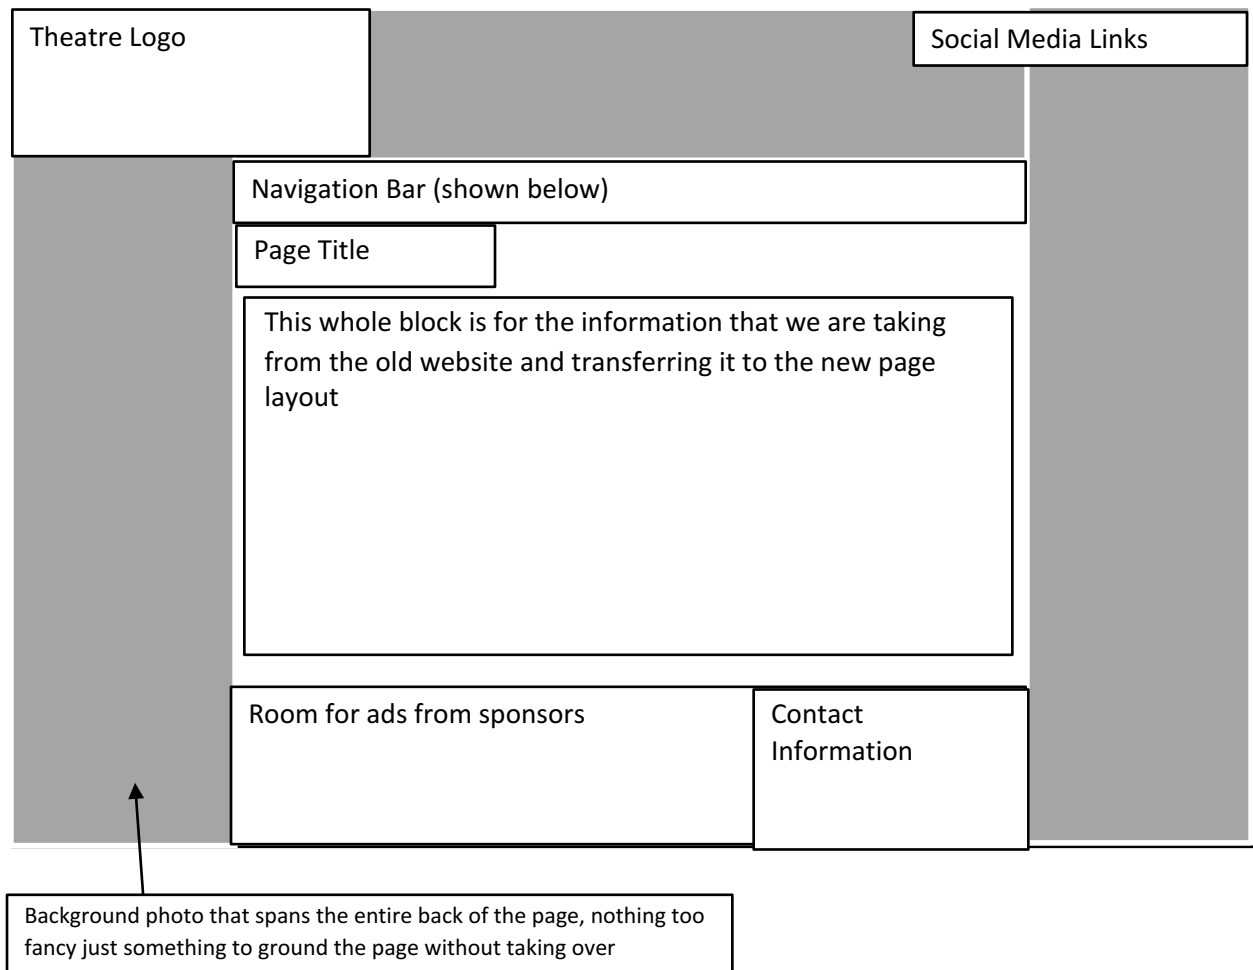 Theatre Logo
Social Media Links
Navigation Bar (shown below)
Page Title
This whole block is for the information that we are taking
from the old website and transferring it to the new page
layout
Room for ads from sponsors
Contact
Information
Background photo that spans the entire back of the page, nothing too
fancy just something to ground the page without taking over